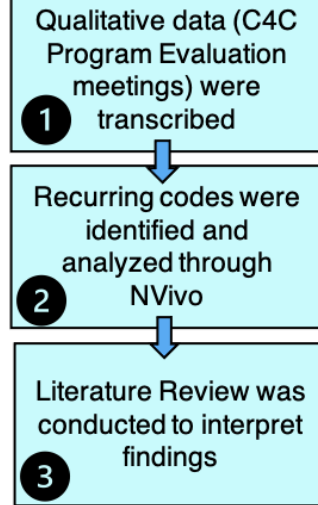 Qualitative data (C4C
Program Evaluation
meetings) were
transcribed
1
Recurring codes were
identified and
analyzed through
NVivo
2
Literature Review was
conducted to interpret
findings
3